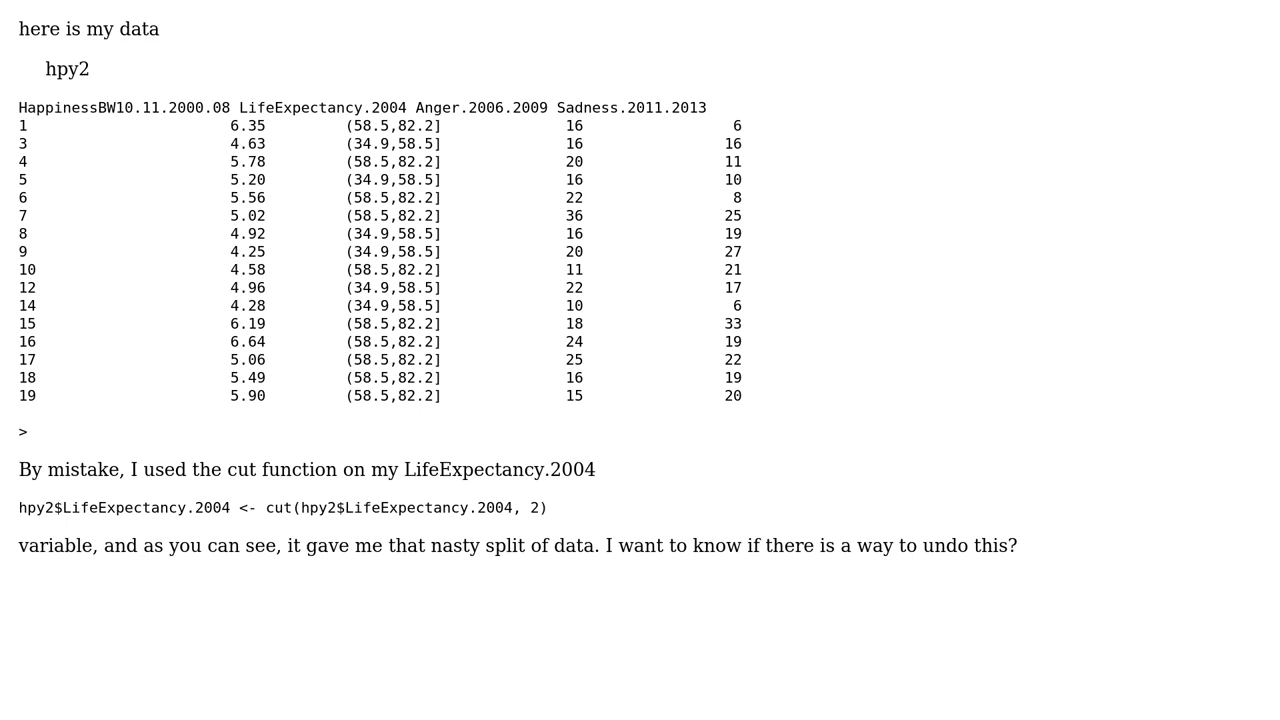 here is my data
hpy2
HappinessBW10.11.2000.08 LifeExpectancy.2004 Anger.2006.2009 Sadness.2011.2013
1                       6.35         (58.5,82.2]              16                 6
3                       4.63         (34.9,58.5]              16                16
4                       5.78         (58.5,82.2]              20                11
5                       5.20         (34.9,58.5]              16                10
6                       5.56         (58.5,82.2]              22                 8
7                       5.02         (58.5,82.2]              36                25
8                       4.92         (34.9,58.5]              16                19
9                       4.25         (34.9,58.5]              20                27
10                      4.58         (58.5,82.2]              11                21
12                      4.96         (34.9,58.5]              22                17
14                      4.28         (34.9,58.5]              10                 6
15                      6.19         (58.5,82.2]              18                33
16                      6.64         (58.5,82.2]              24                19
17                      5.06         (58.5,82.2]              25                22
18                      5.49         (58.5,82.2]              16                19
19                      5.90         (58.5,82.2]              15                20
>
By mistake, I used the cut function on my LifeExpectancy.2004
hpy2$LifeExpectancy.2004 <- cut(hpy2$LifeExpectancy.2004, 2)
variable, and as you can see, it gave me that nasty split of data. I want to know if there is a way to undo this?